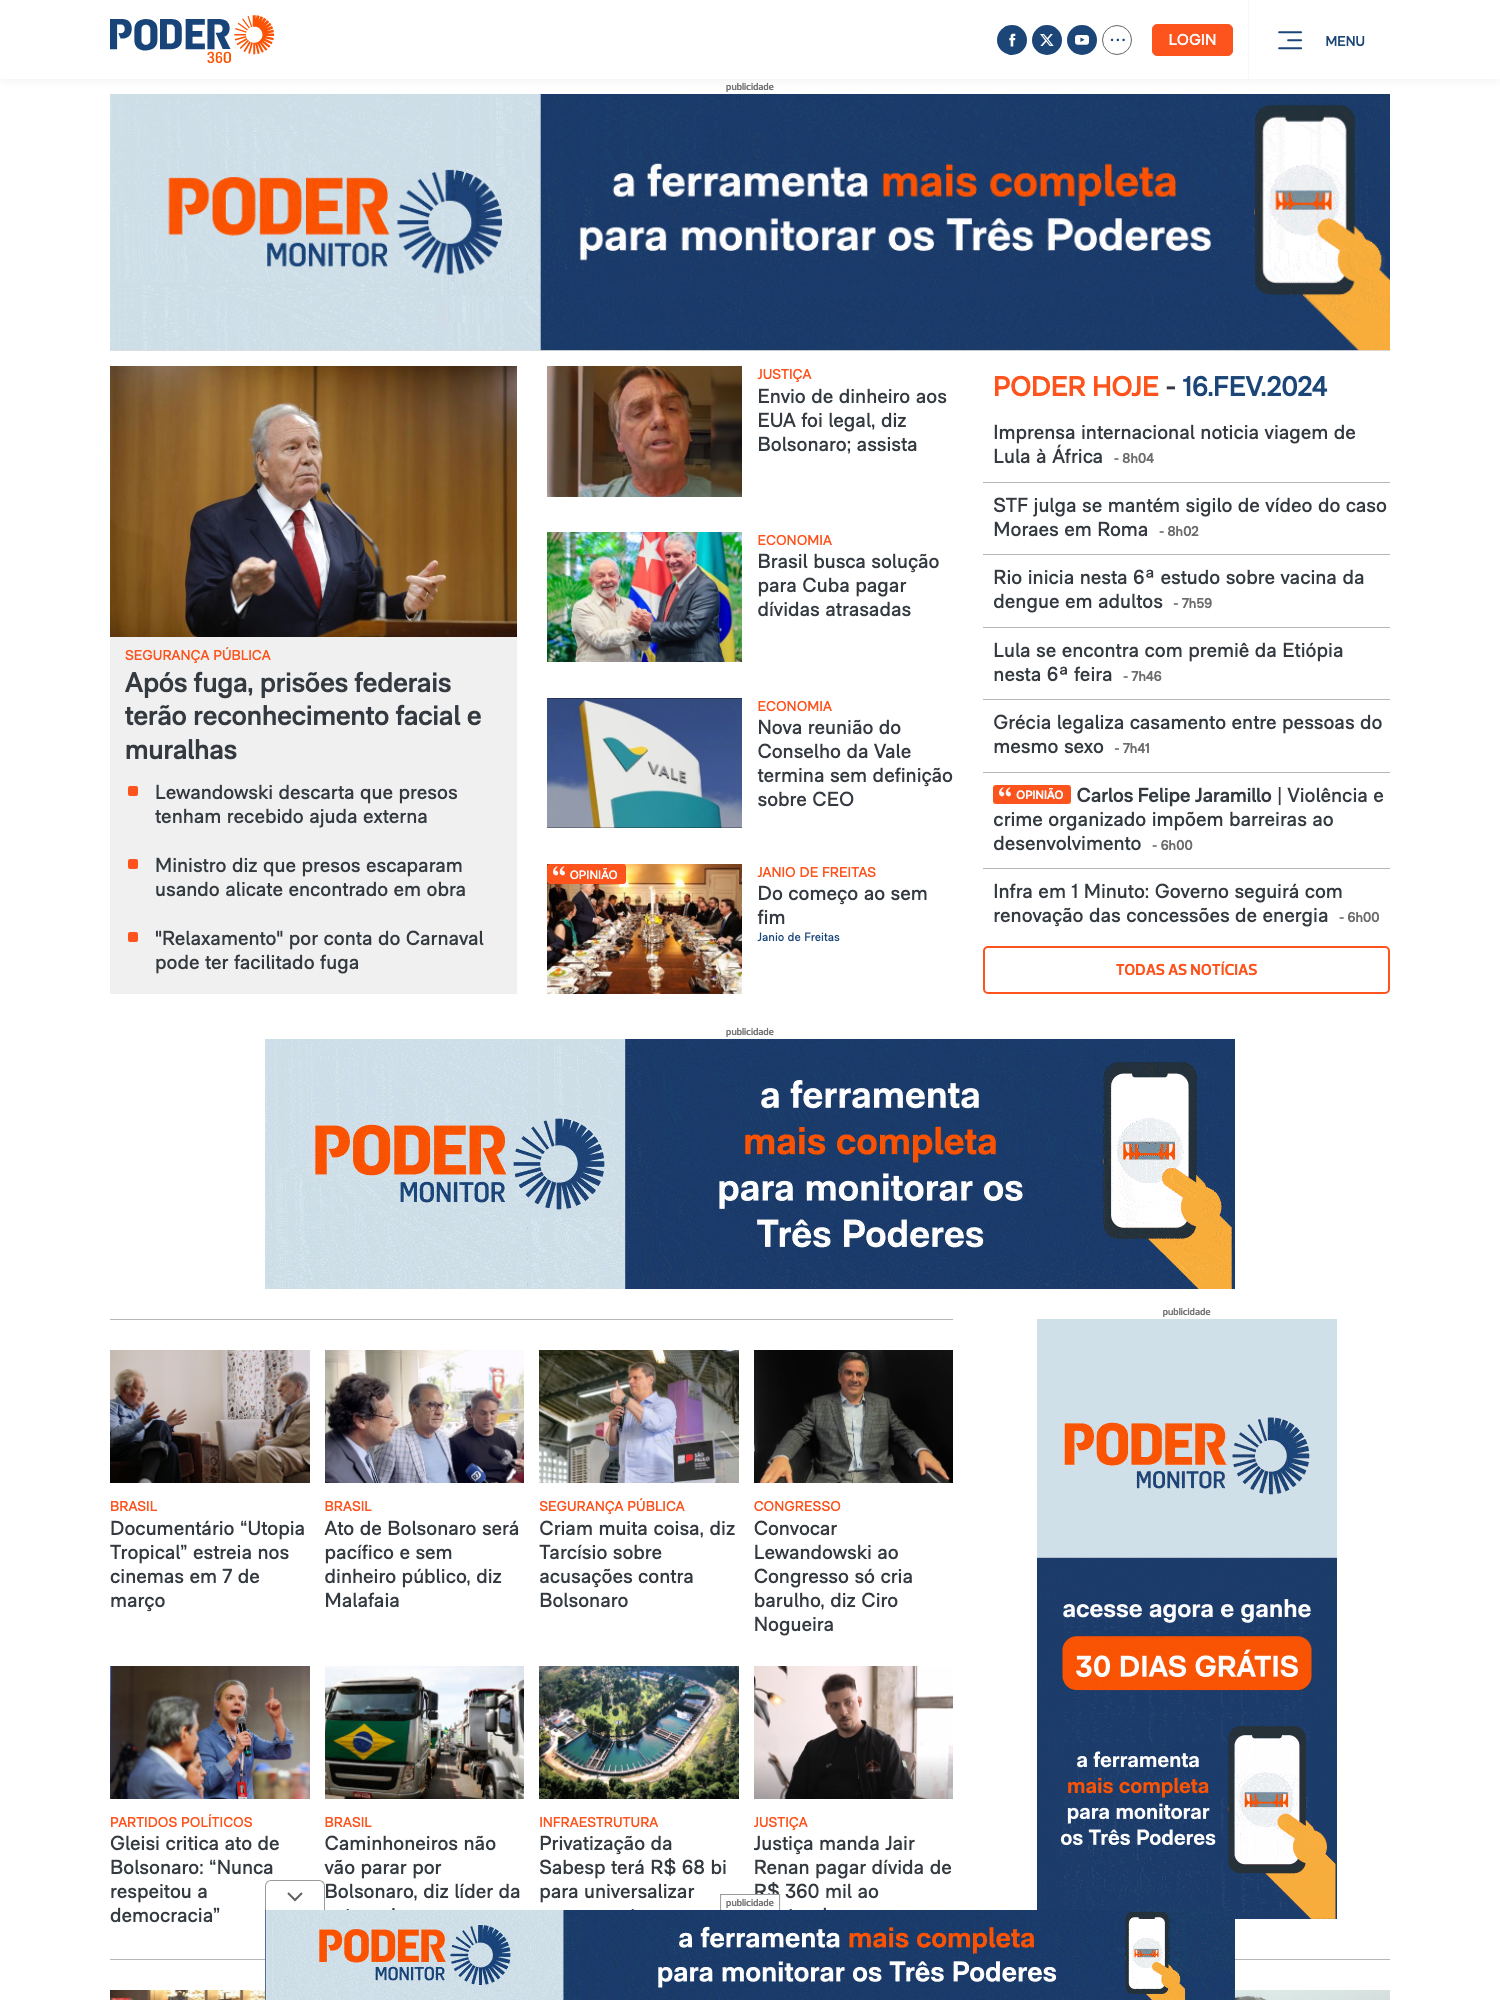 PODER
360
LOGIN
MENU
publicidade
PODER
MONITOR
a ferramenta mais completa
para monitorar os Três Poderes
SEGURANÇA PÚBLICA
Após fuga, prisões federais
terão reconhecimento facial e
muralhas
Lewandowski descarta que presos
tenham recebido ajuda externa
Ministro diz que presos escaparam
usando alicate encontrado em obra
"Relaxamento" por conta do Carnaval
pode ter facilitado fuga
JUSTIÇA
Envio de dinheiro aos
EUA foi legal, diz
Bolsonaro; assista
ECONOMIA
Brasil busca solução
para Cuba pagar
dívidas atrasadas
VALE
ECONOMIA
Nova reunião do
Conselho da Vale
termina sem definição
sobre CEO
“ OPINIÃO
JANIO DE FREITAS
Do começo ao sem
fim
Janio de Freitas
PODER HOJE - 16.FEV.2024
Imprensa internacional noticia viagem de
Lula à África - 8h04
STF julga se mantém sigilo de vídeo do caso
Moraes em Roma - 8h02
Rio inicia nesta 6ª estudo sobre vacina da
dengue em adultos - 7h59
Lula se encontra com premiê da Etiópia
nesta 6ª feira - 7h46
Grécia legaliza casamento entre pessoas do
mesmo sexo - 7h41
“ OPINIÃO Carlos Felipe Jaramillo | Violência e
crime organizado impõem barreiras ao
desenvolvimento - 6h00
Infra em 1 Minuto: Governo seguirá com
renovação das concessões de energia - 6h00
TODAS AS NOTÍCIAS
publicidade
PODER
MONITOR
a ferramenta
mais completa
para monitorar os
Três Poderes
BRASIL
Documentário “Utopia
Tropical” estreia nos
cinemas em 7 de
março
BRASIL
Ato de Bolsonaro será
pacífico e sem
dinheiro público, diz
Malafaia
SÃO PAULO
SEGURANÇA PÚBLICA
Criam muita coisa, diz
Tarcísio sobre
acusações contra
Bolsonaro
CONGRESSO
Convocar
Lewandowski ao
Congresso só cria
barulho, diz Ciro
Nogueira
publicidade
PODER
MONITOR
acesse agora e ganhe
30 DIAS GRÁTIS
a ferramenta
mais completa
para monitorar
os Três Poderes
PARTIDOS POLÍTICOS
Gleisi critica ato de
Bolsonaro: “Nunca
respeitou a
democracia”
BRASIL
Caminhoneiros não
vão parar por
Bolsonaro, diz líder da
INFRAESTRUTURA
Privatização da
Sabesp terá R$ 68 bi
para universalizar
JUSTIÇA
Justiça manda Jair
Renan pagar dívida de
R$ 360 mil ao
publicidade
PODER
MONITOR
a ferramenta mais completa
para monitorar os Três Poderes